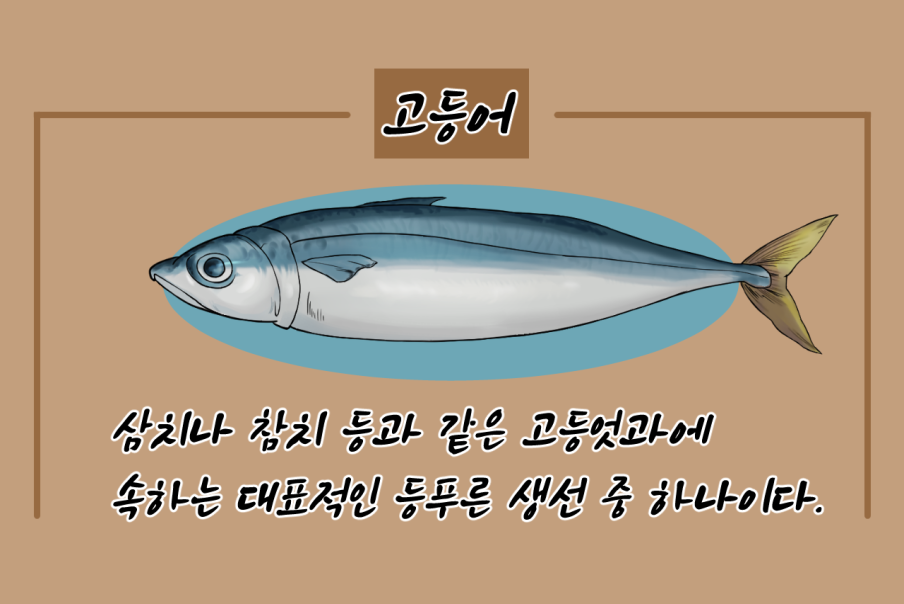 고등어
삼치나 참치 등과 같은 고등엇과에
속하는 대표적인 등푸른 생선 중 하나이다.